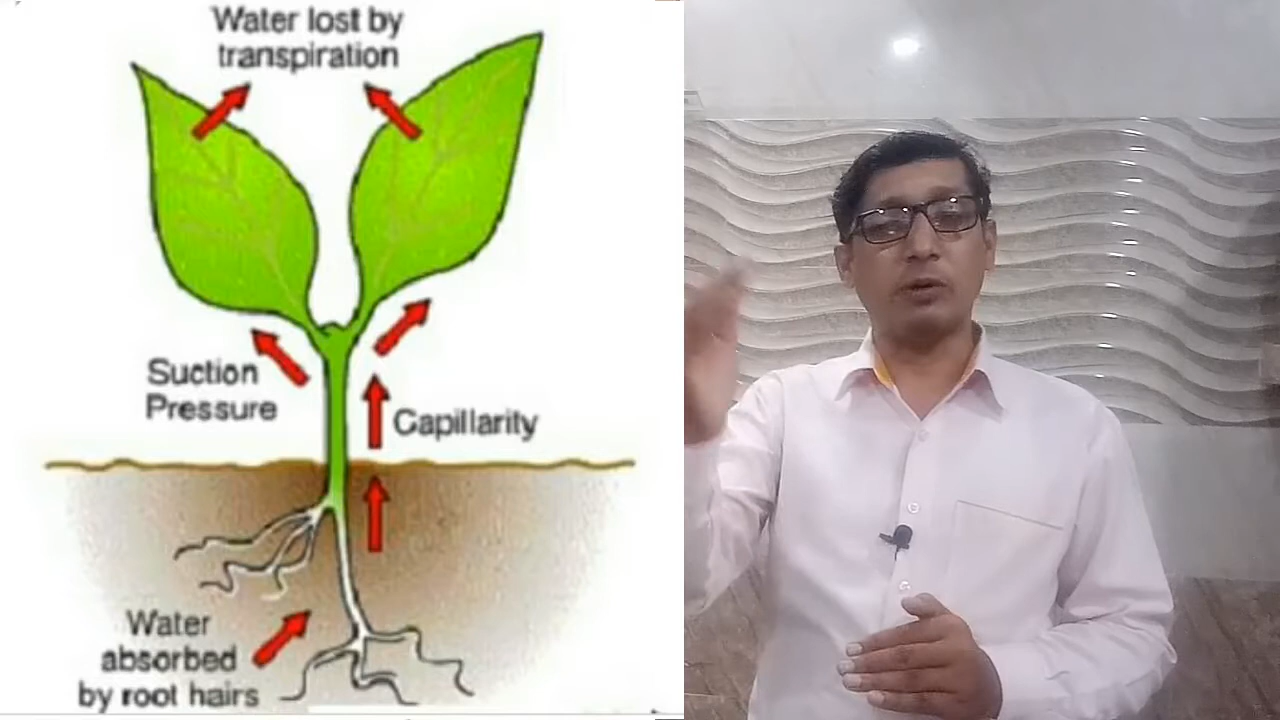 Water lost by
transpiration
Suction
Pressure
Capillarity
Water
absorbed
by root hairs